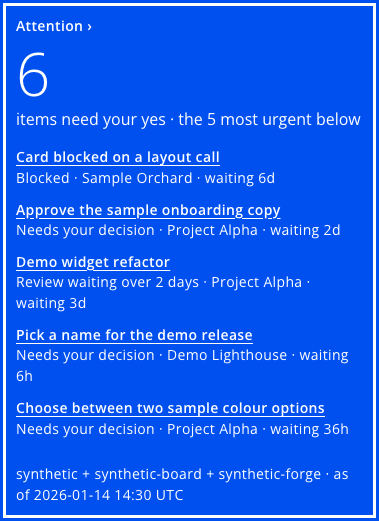 Attention ›
6
items need your yes · the 5 most urgent below
Card blocked on a layout call
Blocked · Sample Orchard · waiting 6d
Approve the sample onboarding copy
Needs your decision · Project Alpha · waiting 2d
Demo widget refactor
Review waiting over 2 days · Project Alpha ·
waiting 3d
Pick a name for the demo release
Needs your decision · Demo Lighthouse · waiting
6h
Choose between two sample colour options
Needs your decision · Project Alpha · waiting 36h
synthetic + synthetic-board + synthetic-forge · as
of 2026-01-14 14:30 UTC